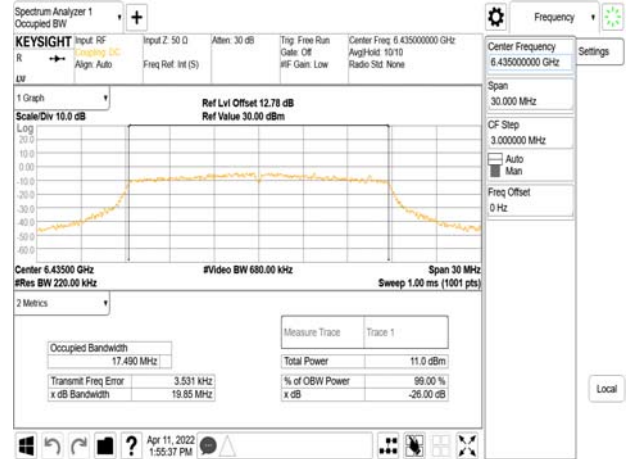 Spectrum Analyzer 1
Occupied BW
+
Frequency
KEYSIGHT
R
Input: RF
Coupling: DC
Align: Auto
Input Z: 50 Ω
Freq Ref: Int (S)
Atten: 30 dB
Trig: Free Run
Gate: Off
#IF Gain: Low
Center Freq: 6.435000000 GHz
Avg|Hold: 10/10
Radio Std: None
Center Frequency
6.435000000 GHz
Settings
Span
30.000 MHz
CF Step
3.000000 MHz
Auto
Man
Freq Offset
0 Hz
Local
1 Graph
Scale/Div 10.0 dB
Ref Lvl Offset 12.78 dB
Ref Value 30.00 dBm
Log
20.0
10.0
0.00
-10.0
-20.0
-30.0
-40.0
-50.0
-60.0
Center 6.43500 GHz
#Res BW 220.00 kHz
#Video BW 680.00 kHz
Span 30 MHz
Sweep 1.00 ms (1001 pts)
2 Metrics
Measure Trace
Trace 1
Occupied Bandwidth
17.490 MHz
Total Power
11.0 dBm
Transmit Freq Error
3.531 kHz
% of OBW Power
99.00 %
x dB Bandwidth
19.85 MHz
x dB
-26.00 dB
?
Apr 11, 2022
1:55:37 PM